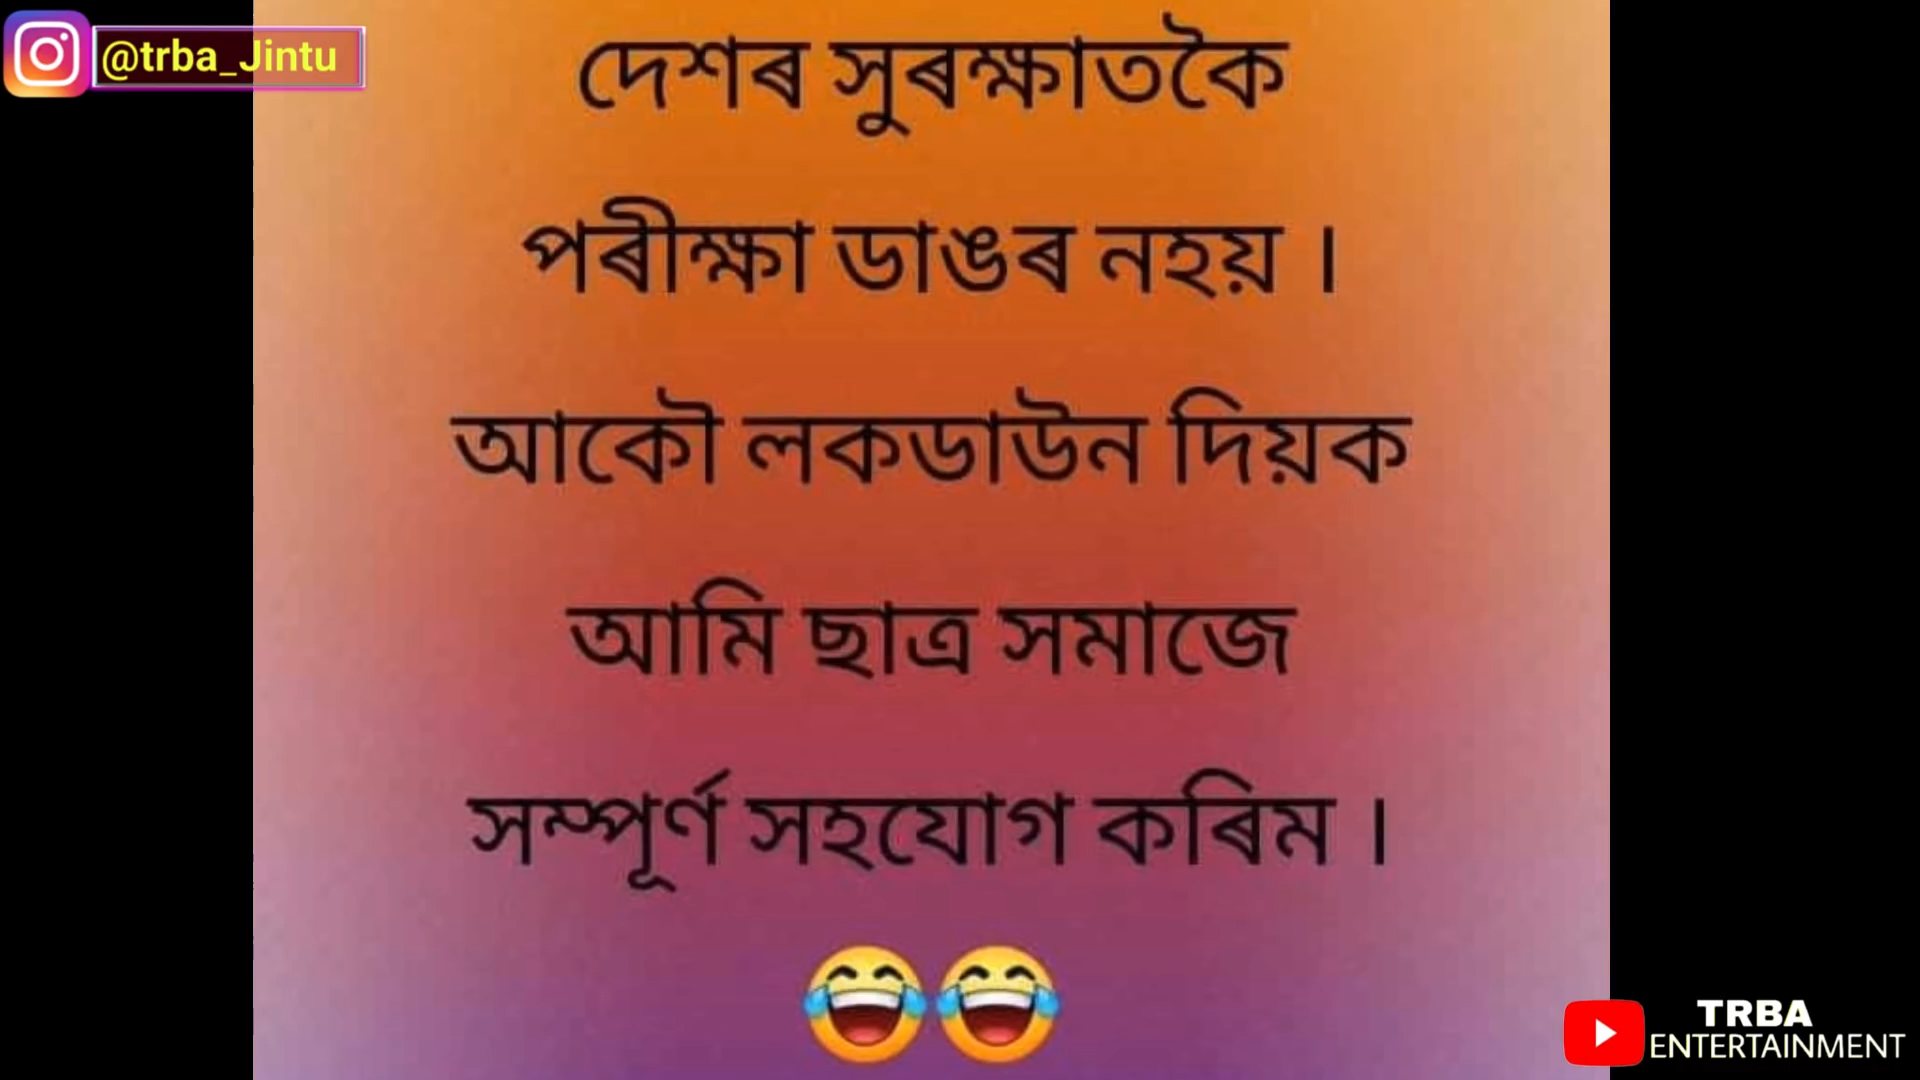 @trba_Jintu
দেশৰ সুৰক্ষাতকৈ
পৰীক্ষা ডাঙৰ নহয় ।
আকৌ লকডাউন দিয়ক
আমি ছাত্ৰ সমাজে
সম্পূৰ্ণ সহযোগ কৰিম ।
😂😂
TRBA
ENTERTAINMENT